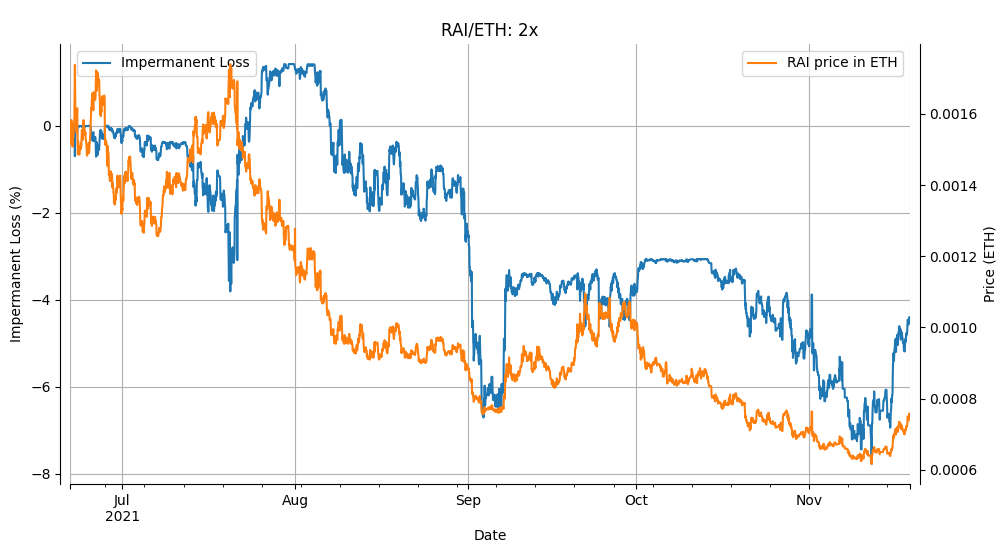 RAI/ETH: 2x
Impermanent Loss
RAI price in ETH
Impermanent Loss (%)
0
−2
−4
−6
−8
0.0016
0.0014
0.0012
0.0010
0.0008
0.0006
Price (ETH)
Jul
2021
Aug
Sep
Oct
Nov
Date